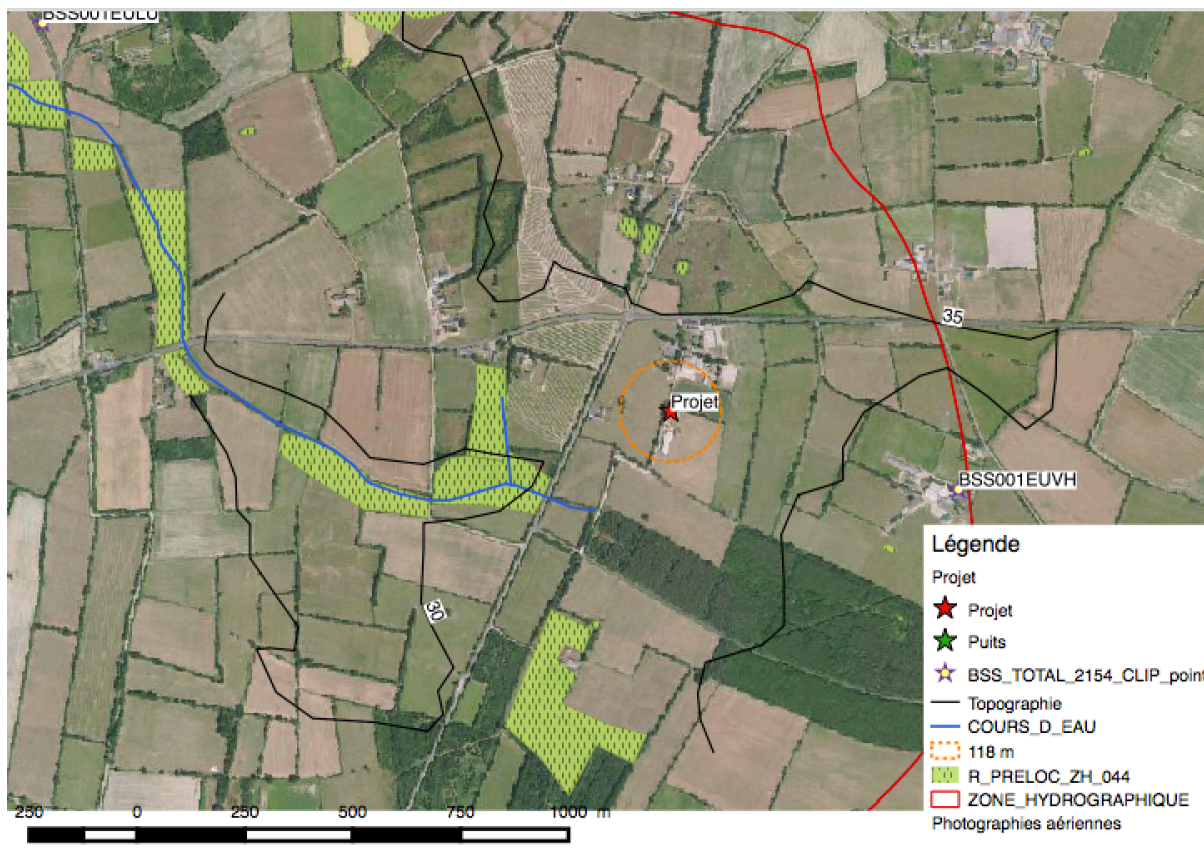 BSS001EULU
35
Projet
BSS001EUVH
30
Légende
Projet
Projet
Puits
BSS_TOTAL_2154_CLIP_point
Topographie
COURS_D_EAU
118 m
R_PRELOC_ZH_044
ZONE_HYDROGRAPHIQUE
Photographies aériennes
250 0 250 500 750 1000 m